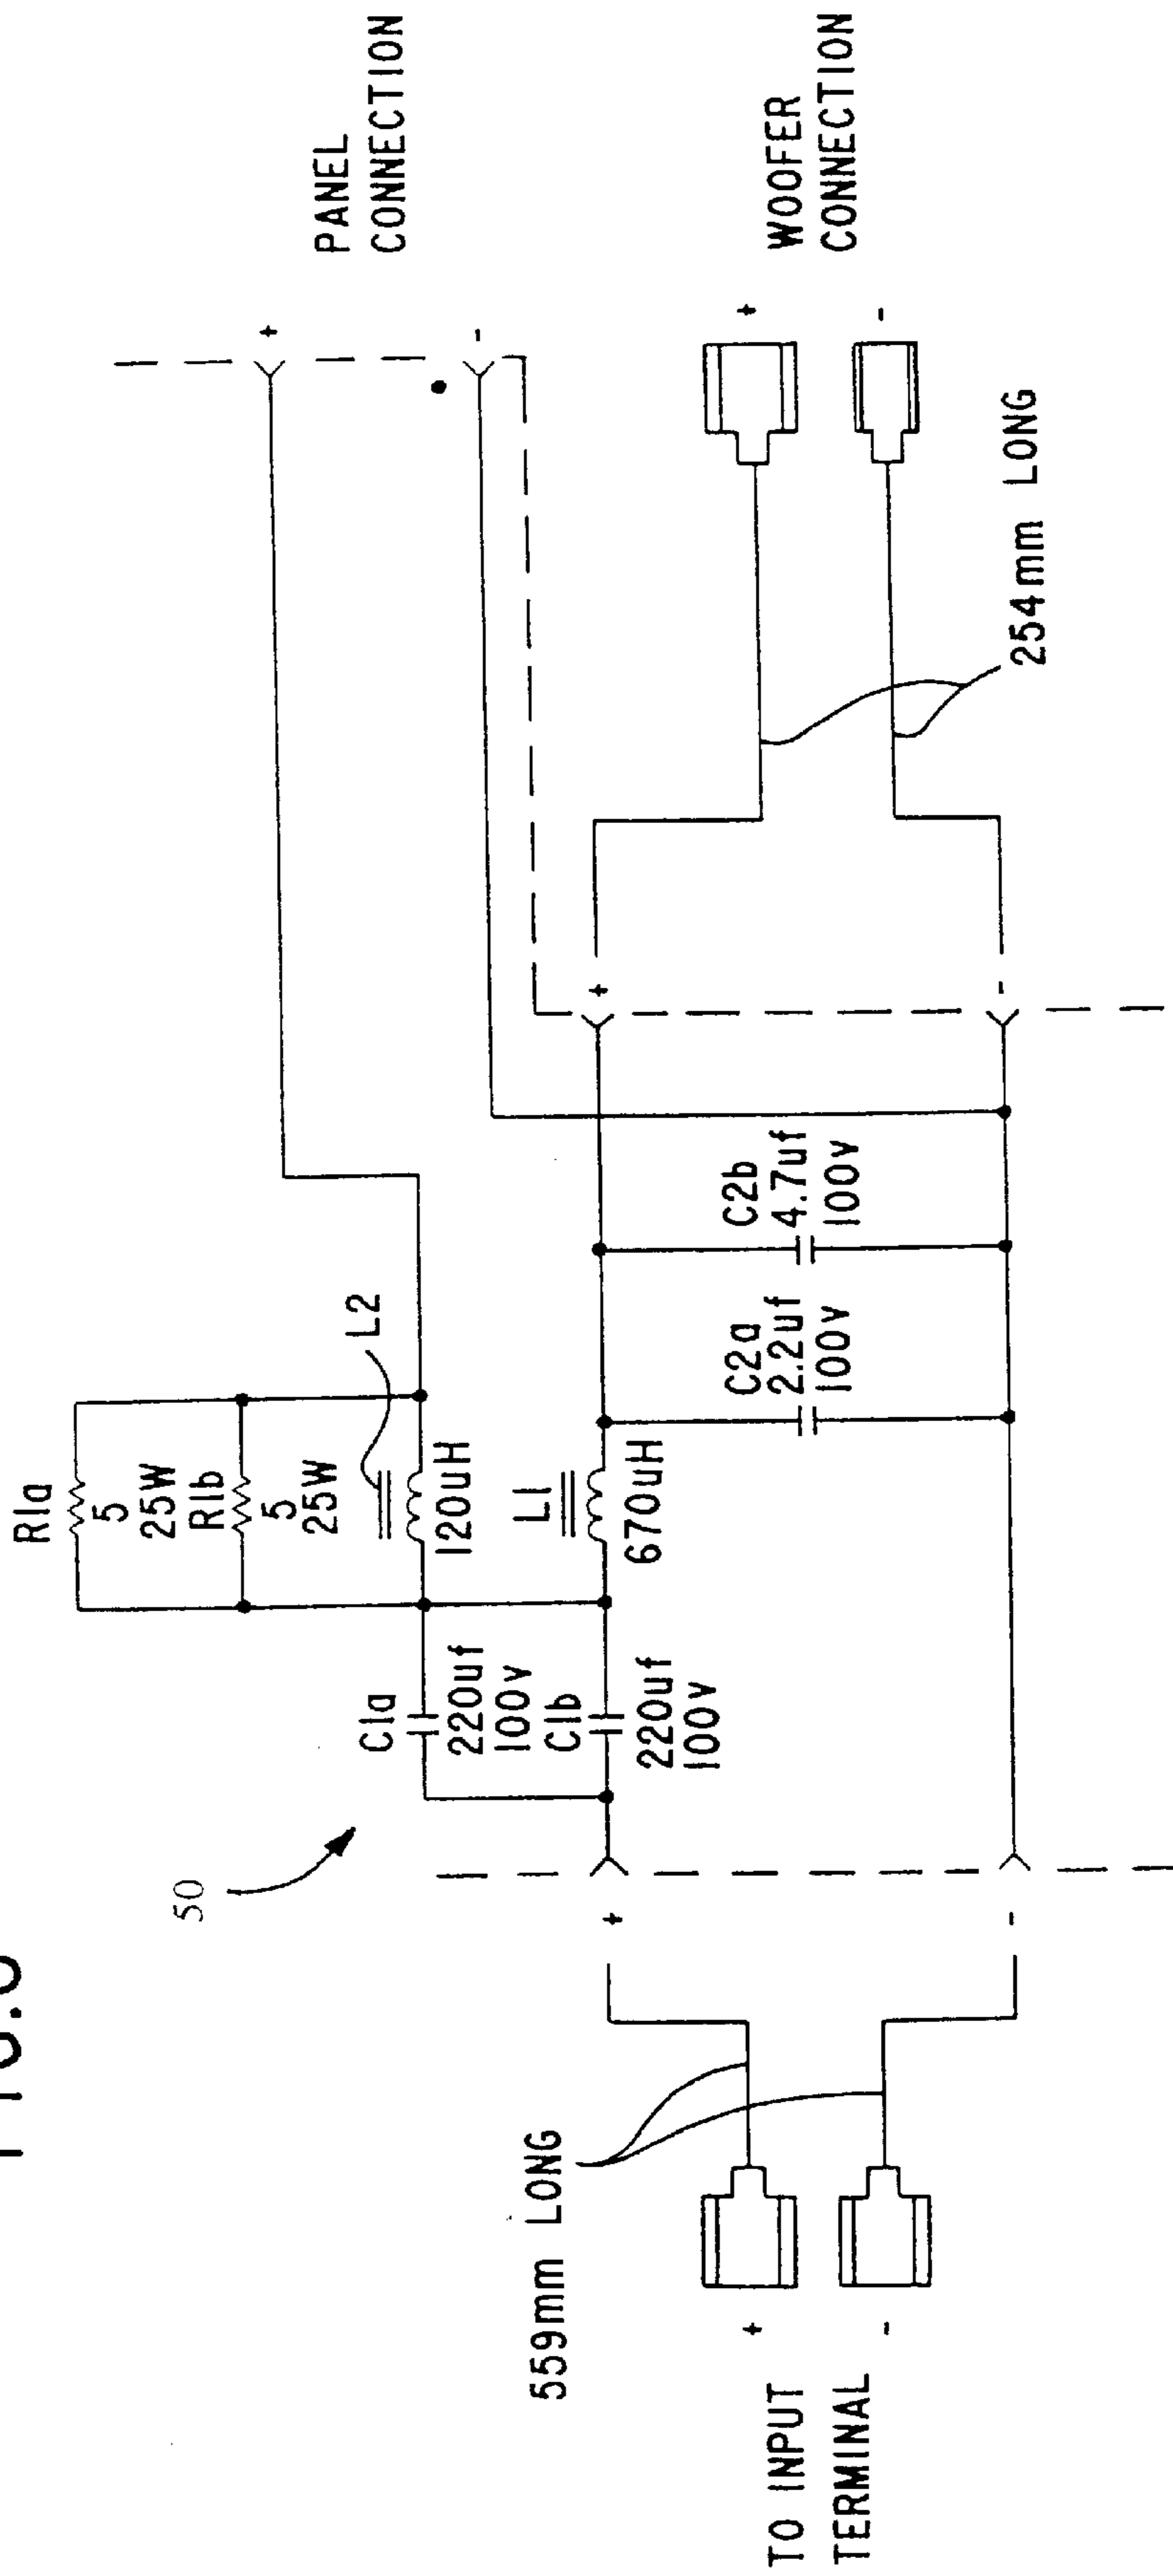 50
R1a
5
25W
R1b
5
25W
L2
120uH
C1a
220uf
100v
L1
670uH
C1b
220uf
100v
C2a
2.2uf
100v
C2b
4.7uf
100v
+
-
PANEL
CONNECTION
+
-
+
-
WOOFER
CONNECTION
254mm LONG
+
-
559mm LONG
+
-
TO INPUT
TERMINAL